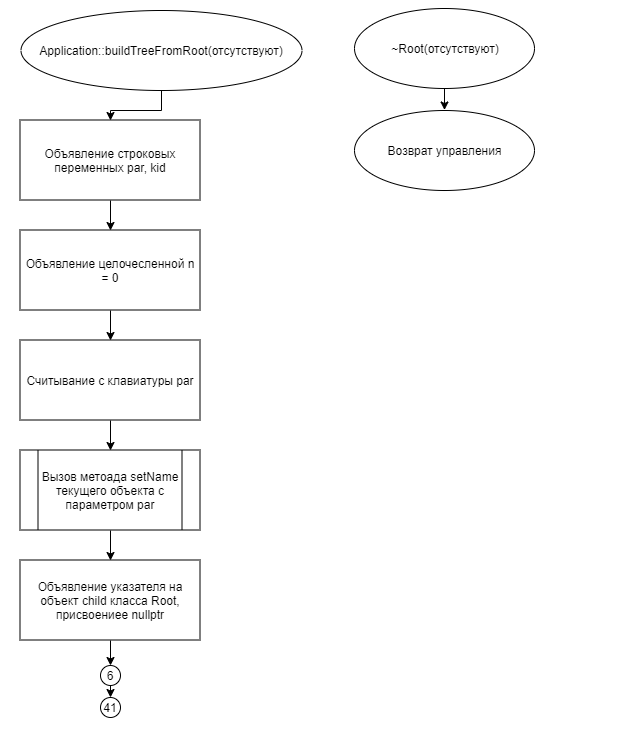 Application::buildTreeFromRoot(отсутствуют)
Объявление строковых
переменных par, kid
Объявление целочесленной n
= 0
Считывание с клавиатуры par
Вызов метоада setName
текущего объекта с
параметром par
Объявление указателя на
объект child класса Root,
присвоениее nullptr
6
41
~Root(отсутствуют)
Возврат управления